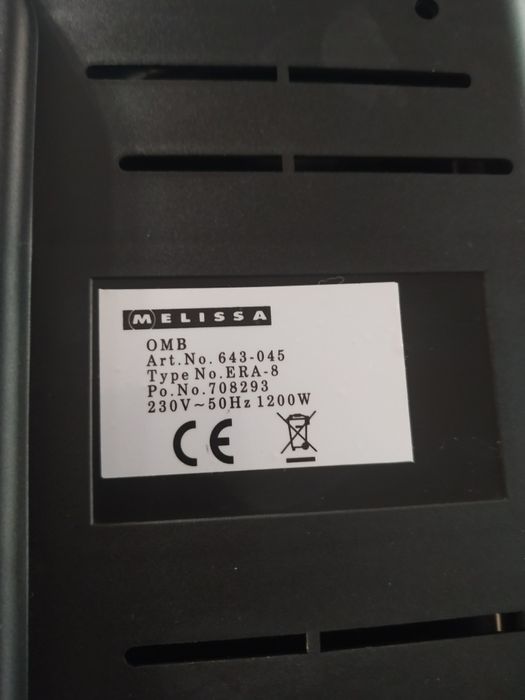 MELISSA
OMB
Art.No. 643-045
Type No.ERA-8
Po.No.708293
230V~50Hz 1200W
CE